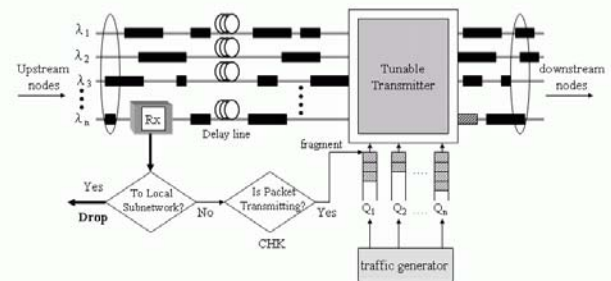 λ1
λ2
λ3
λn
Upstream
nodes
Rx
Delay line
Tunable
Transmitter
downstream
nodes
fragment
Yes
Drop
To Local
Subnetwork?
No
Is Packet
Transmitting?
Yes
CHK
Q1 Q2 .... Qn
traffic generator